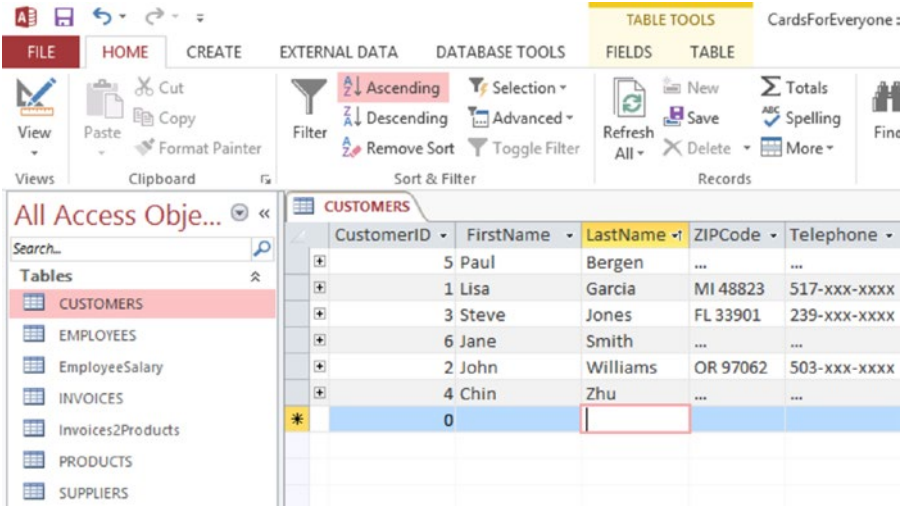 TABLE TOOLS CardsForEveryone :
FILE HOME CREATE EXTERNAL DATA DATABASE TOOLS FIELDS TABLE
View
Views
Paste
Cut
Copy
Format Painter
Clipboard
Filter
Ascending
Descending
Remove Sort
Selection
Advanced
Toggle Filter
Sort & Filter
Refresh
All
New
Save
Delete
Totals
Spelling
More
Records
Find
All Access Obje...
Search...
Tables
CUSTOMERS
EMPLOYEES
EmployeeSalary
INVOICES
Invoices2Products
PRODUCTS
SUPPLIERS
CUSTOMERS
CustomerID FirstName LastName ZIPCode Telephone
5 Paul Bergen ... ...
1 Lisa Garcia MI 48823 517-xxx-xxxx
3 Steve Jones FL 33901 239-xxx-xxxx
6 Jane Smith ... ...
2 John Williams OR 97062 503-xxx-xxxx
4 Chin Zhu ... ...
0